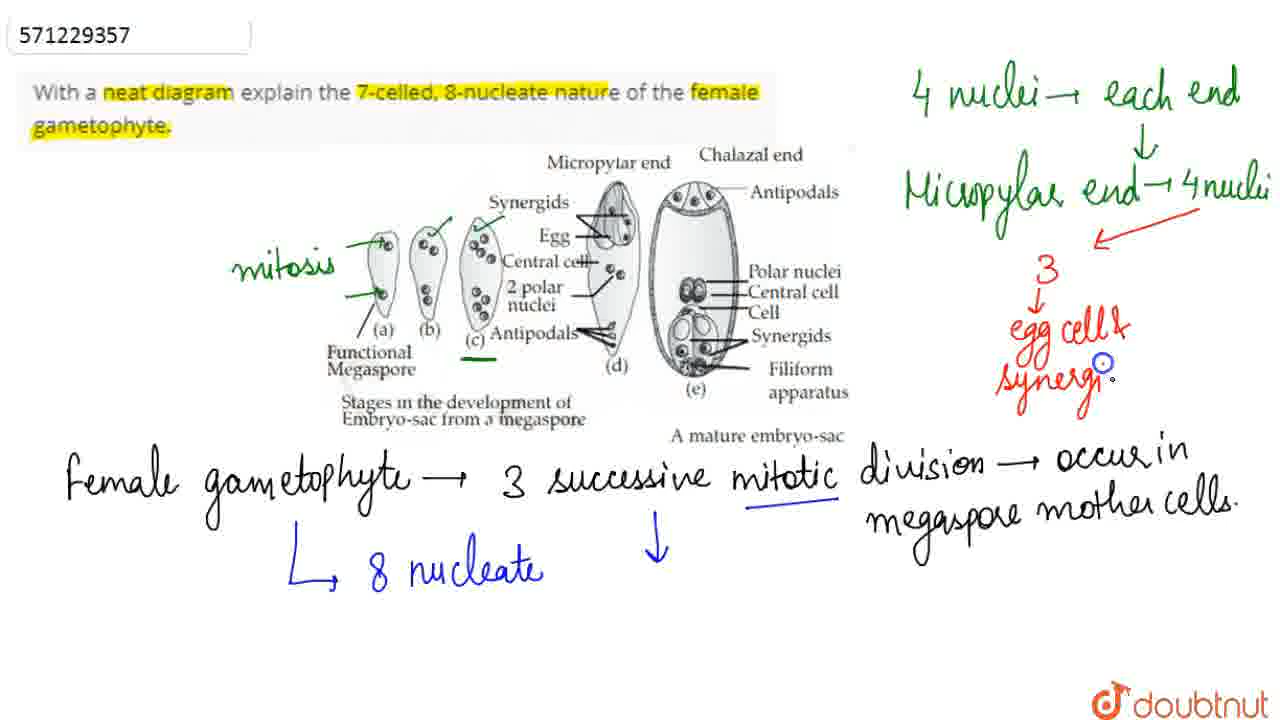 571229357
With a neat diagram explain the 7-celled, 8-nucleate nature of the female
gametophyte.
4 nuclei → each end
↓
Micropylar end → 4 nuclei
3
↓
egg cell &
synergi
mitosis
Micropylar end
Chalazal end
Synergids
Egg
Central cell
2 polar
nuclei
Antipodals
Antipodals
Polar nuclei
Central cell
Cell
Synergids
Filiform
apparatus
(a)
(b)
(c)
(d)
(e)
Functional
Megaspore
Stages in the development of
Embryo-sac from a megaspore
A mature embryo-sac
Female gametophyte → 3 successive mitotic division → occur in
megaspore mother cells.
↳ 8 nucleate
↓
doubtnut